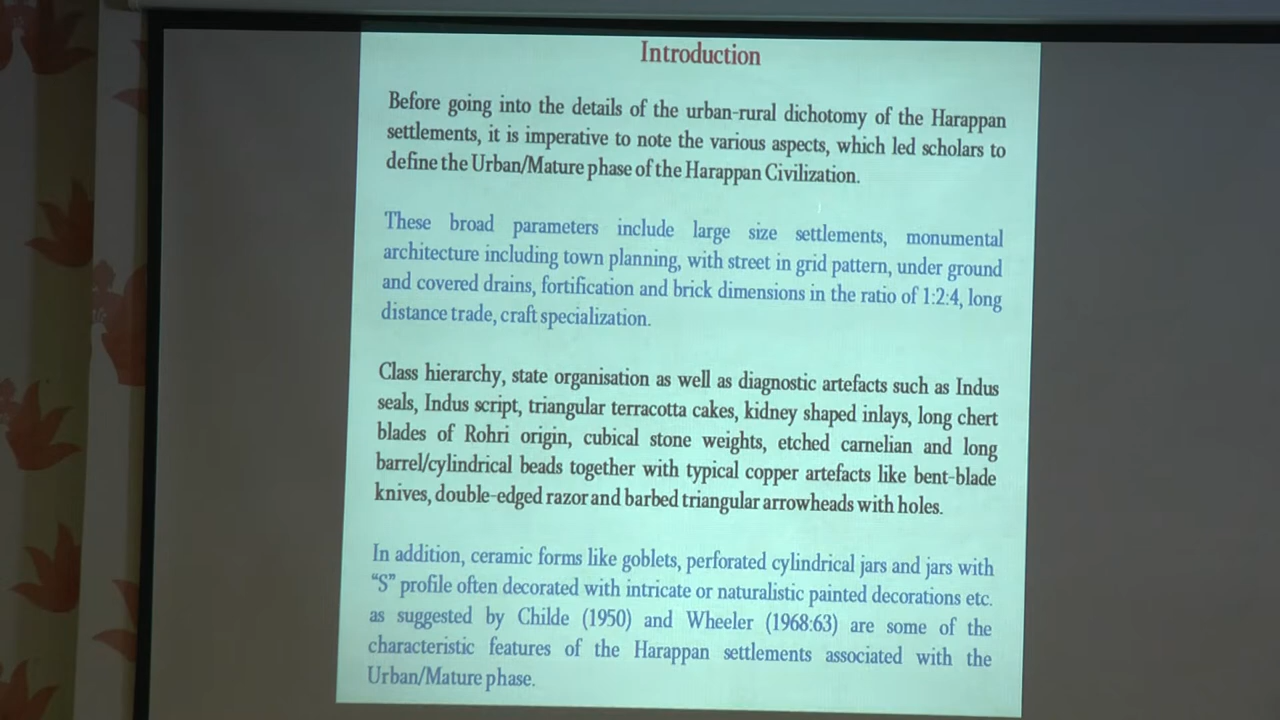 Introduction
Before going into the details of the urban-rural dichotomy of the Harappan
settlements, it is imperative to note the various aspects, which led scholars to
define the Urban/Mature phase of the Harappan Civilization.
These broad parameters include large size settlements, monumental
architecture including town planning, with street in grid pattern, under ground
and covered drains, fortification and brick dimensions in the ratio of 1:2:4, long
distance trade, craft specialization.
Class hierarchy, state organisation as well as diagnostic artefacts such as Indus
seals, Indus script, triangular terracotta cakes, kidney shaped inlays, long chert
blades of Rohri origin, cubical stone weights, etched carnelian and long
barrel/cylindrical beads together with typical copper artefacts like bent-blade
knives, double-edged razor and barbed triangular arrowheads with holes.
In addition, ceramic forms like goblets, perforated cylindrical jars and jars with
“S” profile often decorated with intricate or naturalistic painted decorations etc.
as suggested by Childe (1950) and Wheeler (1968:63) are some of the
characteristic features of the Harappan settlements associated with the
Urban/Mature phase.